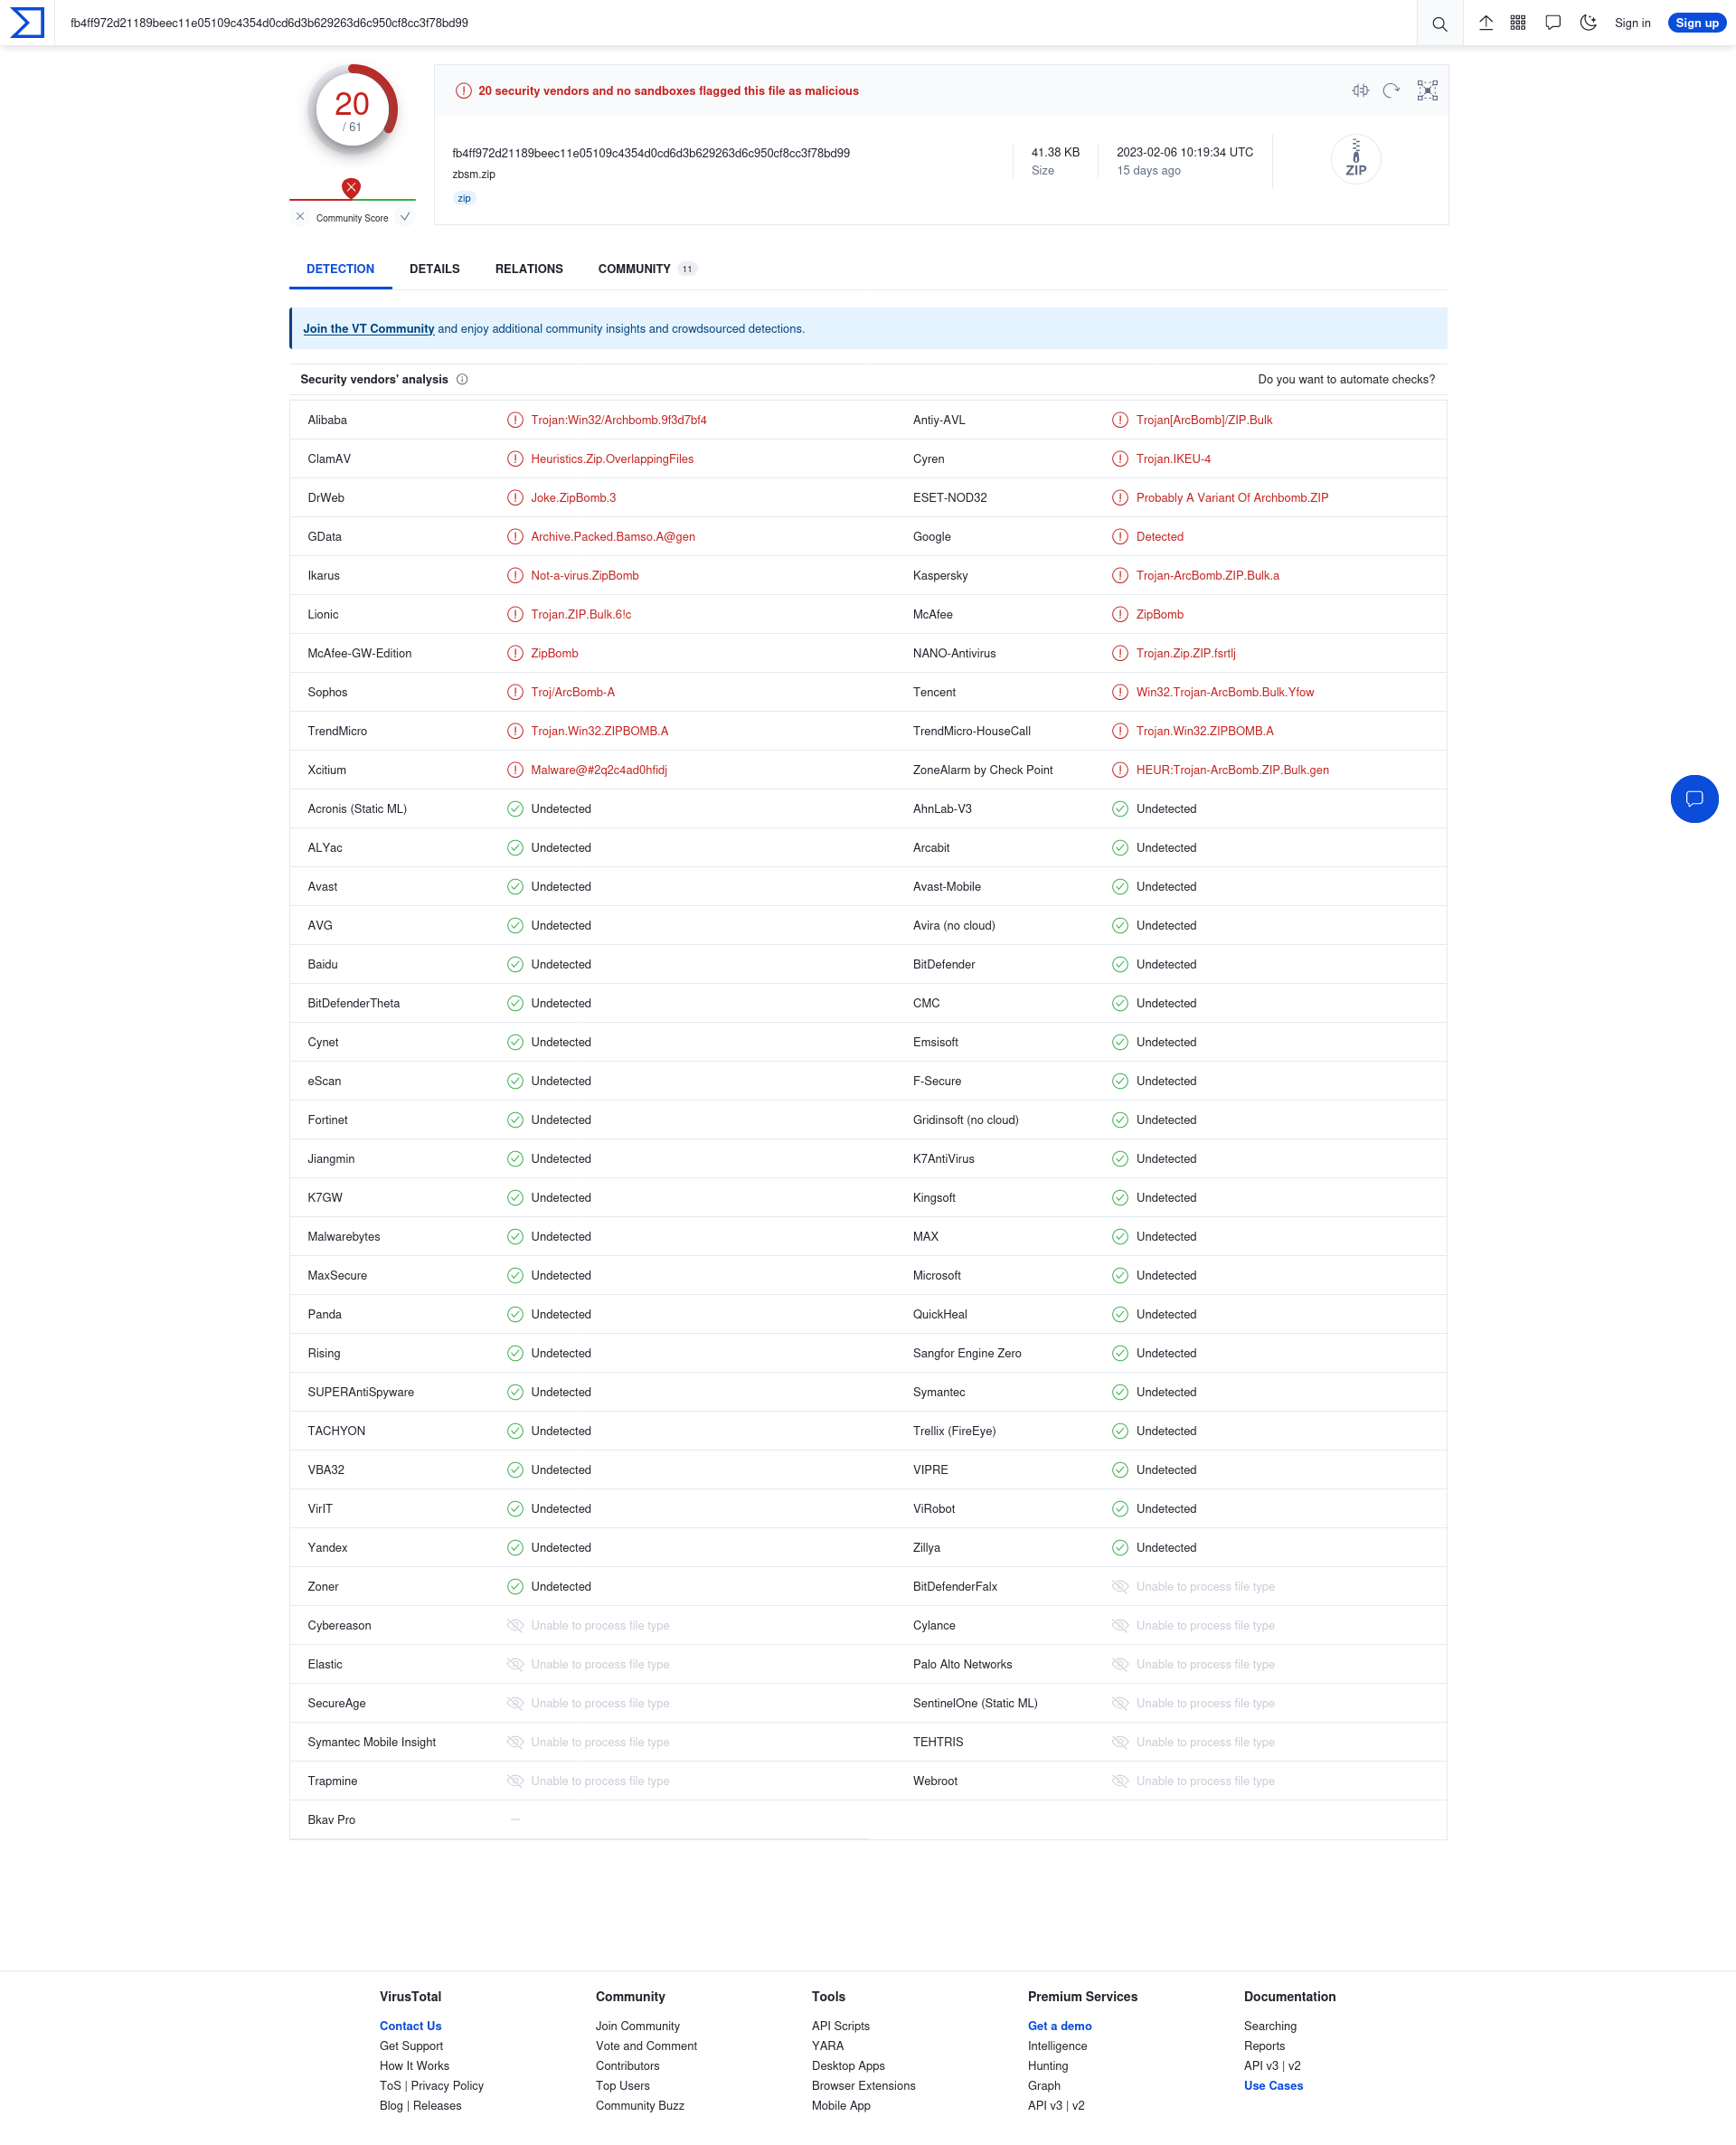 fb4ff972d21189beec11e05109c4354d0cd6d3b629263d6c950cf8cc3f78bd99
Sign in
Sign up
20
/ 61
Community Score
20 security vendors and no sandboxes flagged this file as malicious
fb4ff972d21189beec11e05109c4354d0cd6d3b629263d6c950cf8cc3f78bd99
zbsm.zip
zip
41.38 KB
Size
2023-02-06 10:19:34 UTC
15 days ago
ZIP
DETECTION DETAILS RELATIONS COMMUNITY 11
Join the VT Community and enjoy additional community insights and crowdsourced detections.
Security vendors' analysis Do you want to automate checks?
Alibaba Trojan:Win32/Archbomb.9f3d7bf4 Antiy-AVL Trojan[ArcBomb]/ZIP.Bulk
ClamAV Heuristics.Zip.OverlappingFiles Cyren Trojan.IKEU-4
DrWeb Joke.ZipBomb.3 ESET-NOD32 Probably A Variant Of Archbomb.ZIP
GData Archive.Packed.Bamso.A@gen Google Detected
Ikarus Not-a-virus.ZipBomb Kaspersky Trojan-ArcBomb.ZIP.Bulk.a
Lionic Trojan.ZIP.Bulk.6!c McAfee ZipBomb
McAfee-GW-Edition ZipBomb NANO-Antivirus Trojan.Zip.ZIP.fsrtlj
Sophos Troj/ArcBomb-A Tencent Win32.Trojan-ArcBomb.Bulk.Yfow
TrendMicro Trojan.Win32.ZIPBOMB.A TrendMicro-HouseCall Trojan.Win32.ZIPBOMB.A
Xcitium Malware@#2q2c4ad0hfidj ZoneAlarm by Check Point HEUR:Trojan-ArcBomb.ZIP.Bulk.gen
Acronis (Static ML) Undetected AhnLab-V3 Undetected
ALYac Undetected Arcabit Undetected
Avast Undetected Avast-Mobile Undetected
AVG Undetected Avira (no cloud) Undetected
Baidu Undetected BitDefender Undetected
BitDefenderTheta Undetected CMC Undetected
Cynet Undetected Emsisoft Undetected
eScan Undetected F-Secure Undetected
Fortinet Undetected Gridinsoft (no cloud) Undetected
Jiangmin Undetected K7AntiVirus Undetected
K7GW Undetected Kingsoft Undetected
Malwarebytes Undetected MAX Undetected
MaxSecure Undetected Microsoft Undetected
Panda Undetected QuickHeal Undetected
Rising Undetected Sangfor Engine Zero Undetected
SUPERAntiSpyware Undetected Symantec Undetected
TACHYON Undetected Trellix (FireEye) Undetected
VBA32 Undetected VIPRE Undetected
VirIT Undetected ViRobot Undetected
Yandex Undetected Zillya Undetected
Zoner Undetected BitDefenderFalx Unable to process file type
Cybereason Unable to process file type Cylance Unable to process file type
Elastic Unable to process file type Palo Alto Networks Unable to process file type
SecureAge Unable to process file type SentinelOne (Static ML) Unable to process file type
Symantec Mobile Insight Unable to process file type TEHTRIS Unable to process file type
Trapmine Unable to process file type Webroot Unable to process file type
Bkav Pro —
VirusTotal Community Tools Premium Services Documentation
Contact Us Join Community API Scripts Get a demo Searching
Get Support Vote and Comment YARA Intelligence Reports
How It Works Contributors Desktop Apps Hunting API v3 | v2
ToS | Privacy Policy Top Users Browser Extensions Graph Use Cases
Blog | Releases Community Buzz Mobile App API v3 | v2